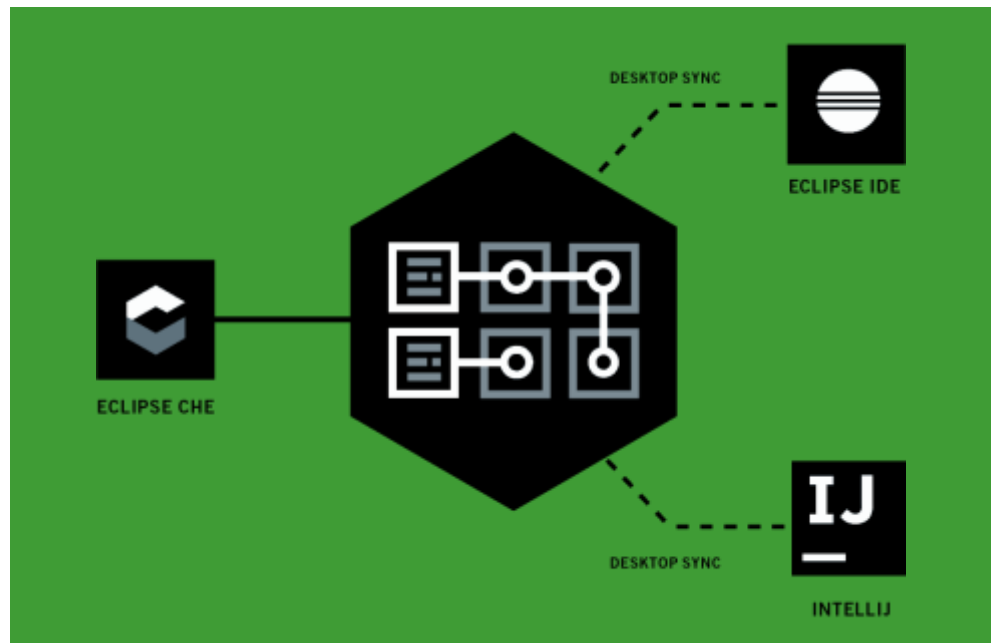 DESKTOP SYNC
ECLIPSE IDE
ECLIPSE CHE
IJ
DESKTOP SYNC
INTELLIJ